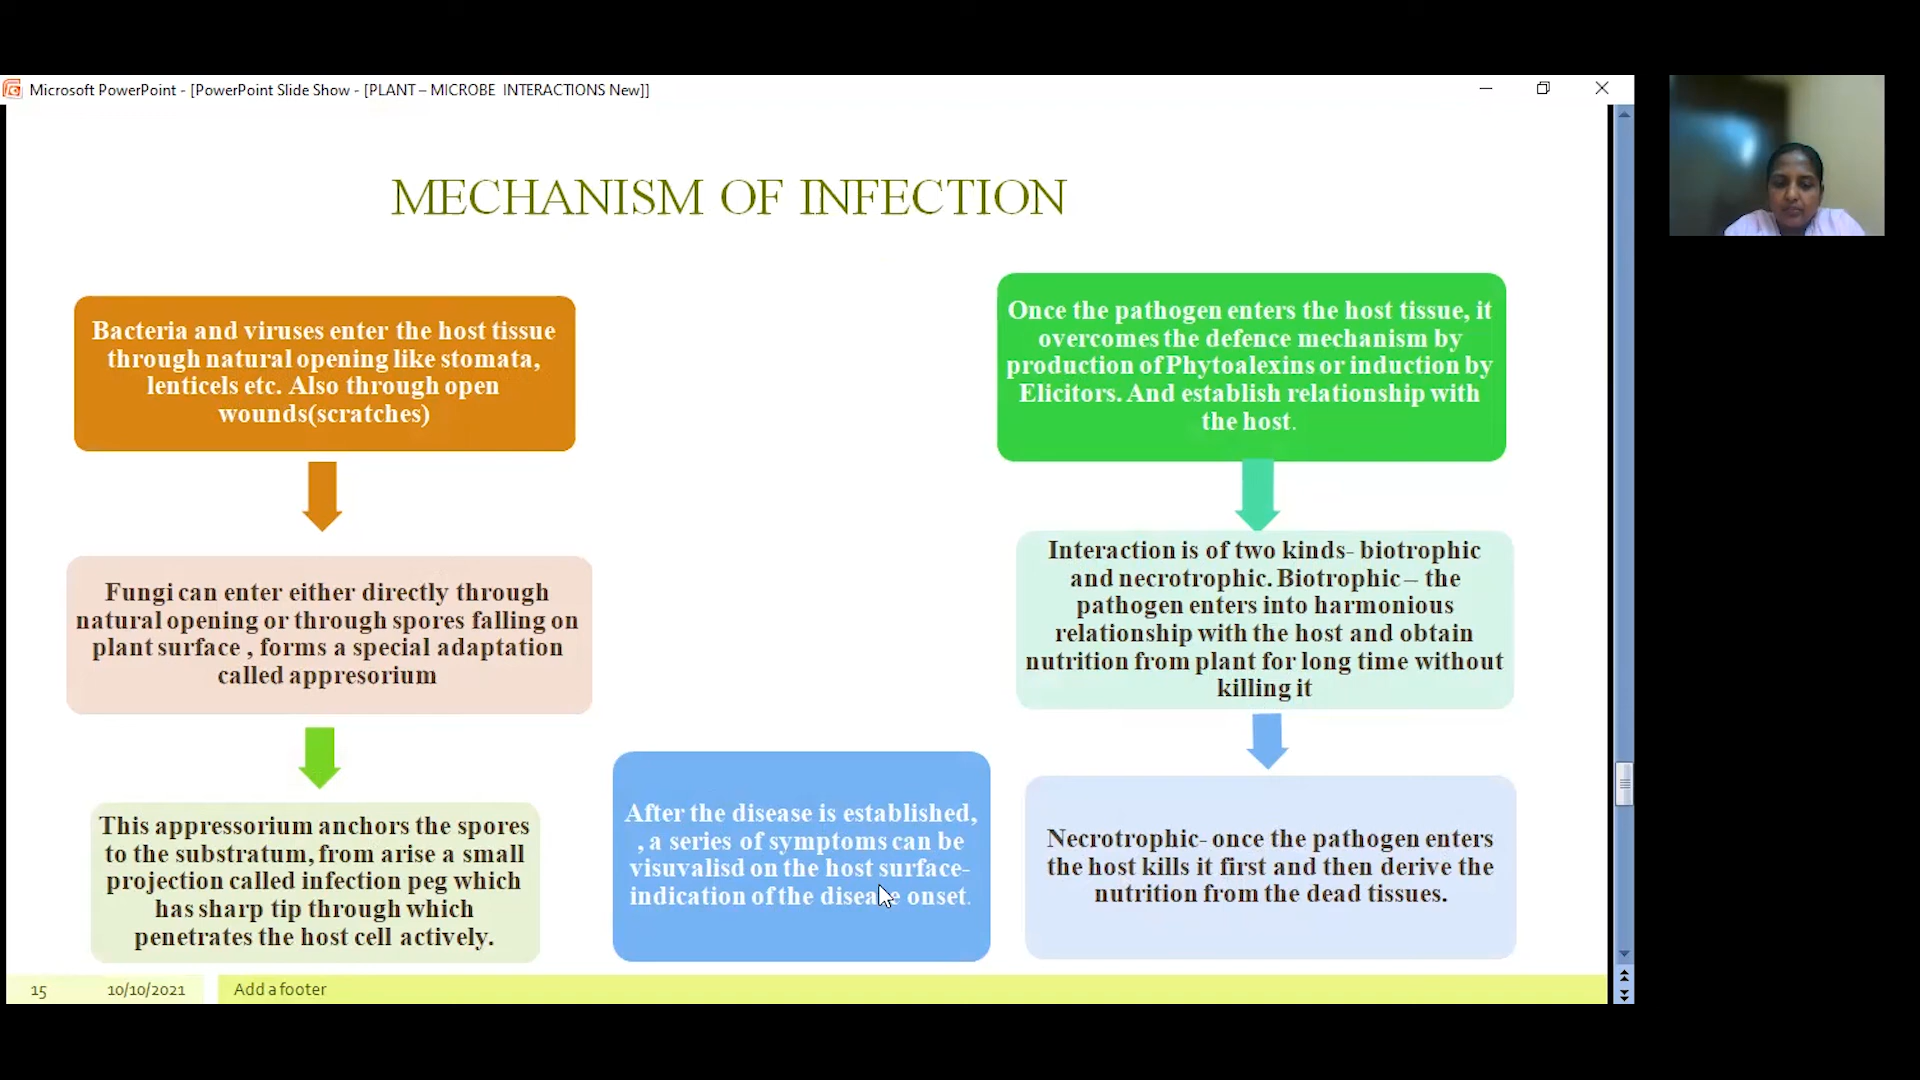 Microsoft PowerPoint - [PowerPoint Slide Show - [PLANT – MICROBE INTERACTIONS New]]
MECHANISM OF INFECTION
Bacteria and viruses enter the host tissue
through natural opening like stomata,
lenticels etc. Also through open
wounds(scratches)
Fungi can enter either directly through
natural opening or through spores falling on
plant surface , forms a special adaptation
called appresorium
This appressorium anchors the spores
to the substratum, from arise a small
projection called infection peg which
has sharp tip through which
penetrates the host cell actively.
After the disease is established,
, a series of symptoms can be
visuvalisd on the host surface-
indication of the disease onset.
Once the pathogen enters the host tissue, it
overcomes the defence mechanism by
production of Phytoalexins or induction by
Elicitors. And establish relationship with
the host.
Interaction is of two kinds- biotrophic
and necrotrophic. Biotrophic – the
pathogen enters into harmonious
relationship with the host and obtain
nutrition from plant for long time without
killing it
Necrotrophic- once the pathogen enters
the host kills it first and then derive the
nutrition from the dead tissues.
15 10/10/2021 Add a footer